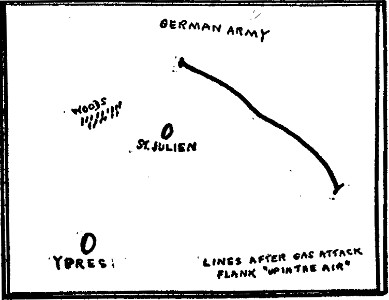 GERMAN ARMY
WOODS
ST. JULIEN
YPRES
LINES AFTER GAS ATTACK
FLANK "UP IN THE AIR"